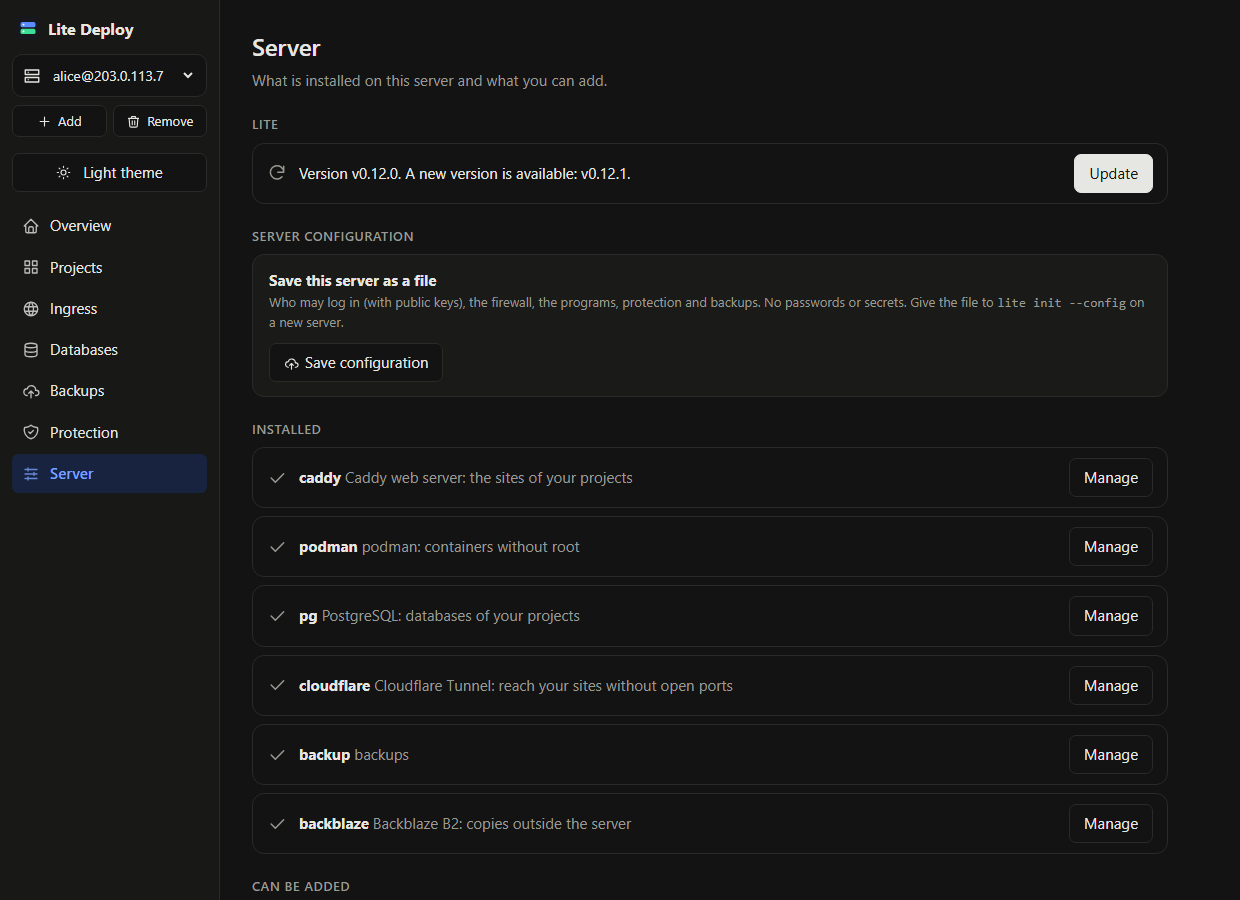 Lite Deploy
alice@203.0.113.7
Add
Remove
Light theme
Overview
Projects
Ingress
Databases
Backups
Protection
Server
Server
What is installed on this server and what you can add.
LITE
Version v0.12.0. A new version is available: v0.12.1.
Update
SERVER CONFIGURATION
Save this server as a file
Who may log in (with public keys), the firewall, the programs, protection and backups. No passwords or secrets. Give the file to lite init --config on
a new server.
Save configuration
INSTALLED
caddy Caddy web server: the sites of your projects
Manage
podman podman: containers without root
Manage
pg PostgreSQL: databases of your projects
Manage
cloudflare Cloudflare Tunnel: reach your sites without open ports
Manage
backup backups
Manage
backblaze Backblaze B2: copies outside the server
Manage
CAN BE ADDED